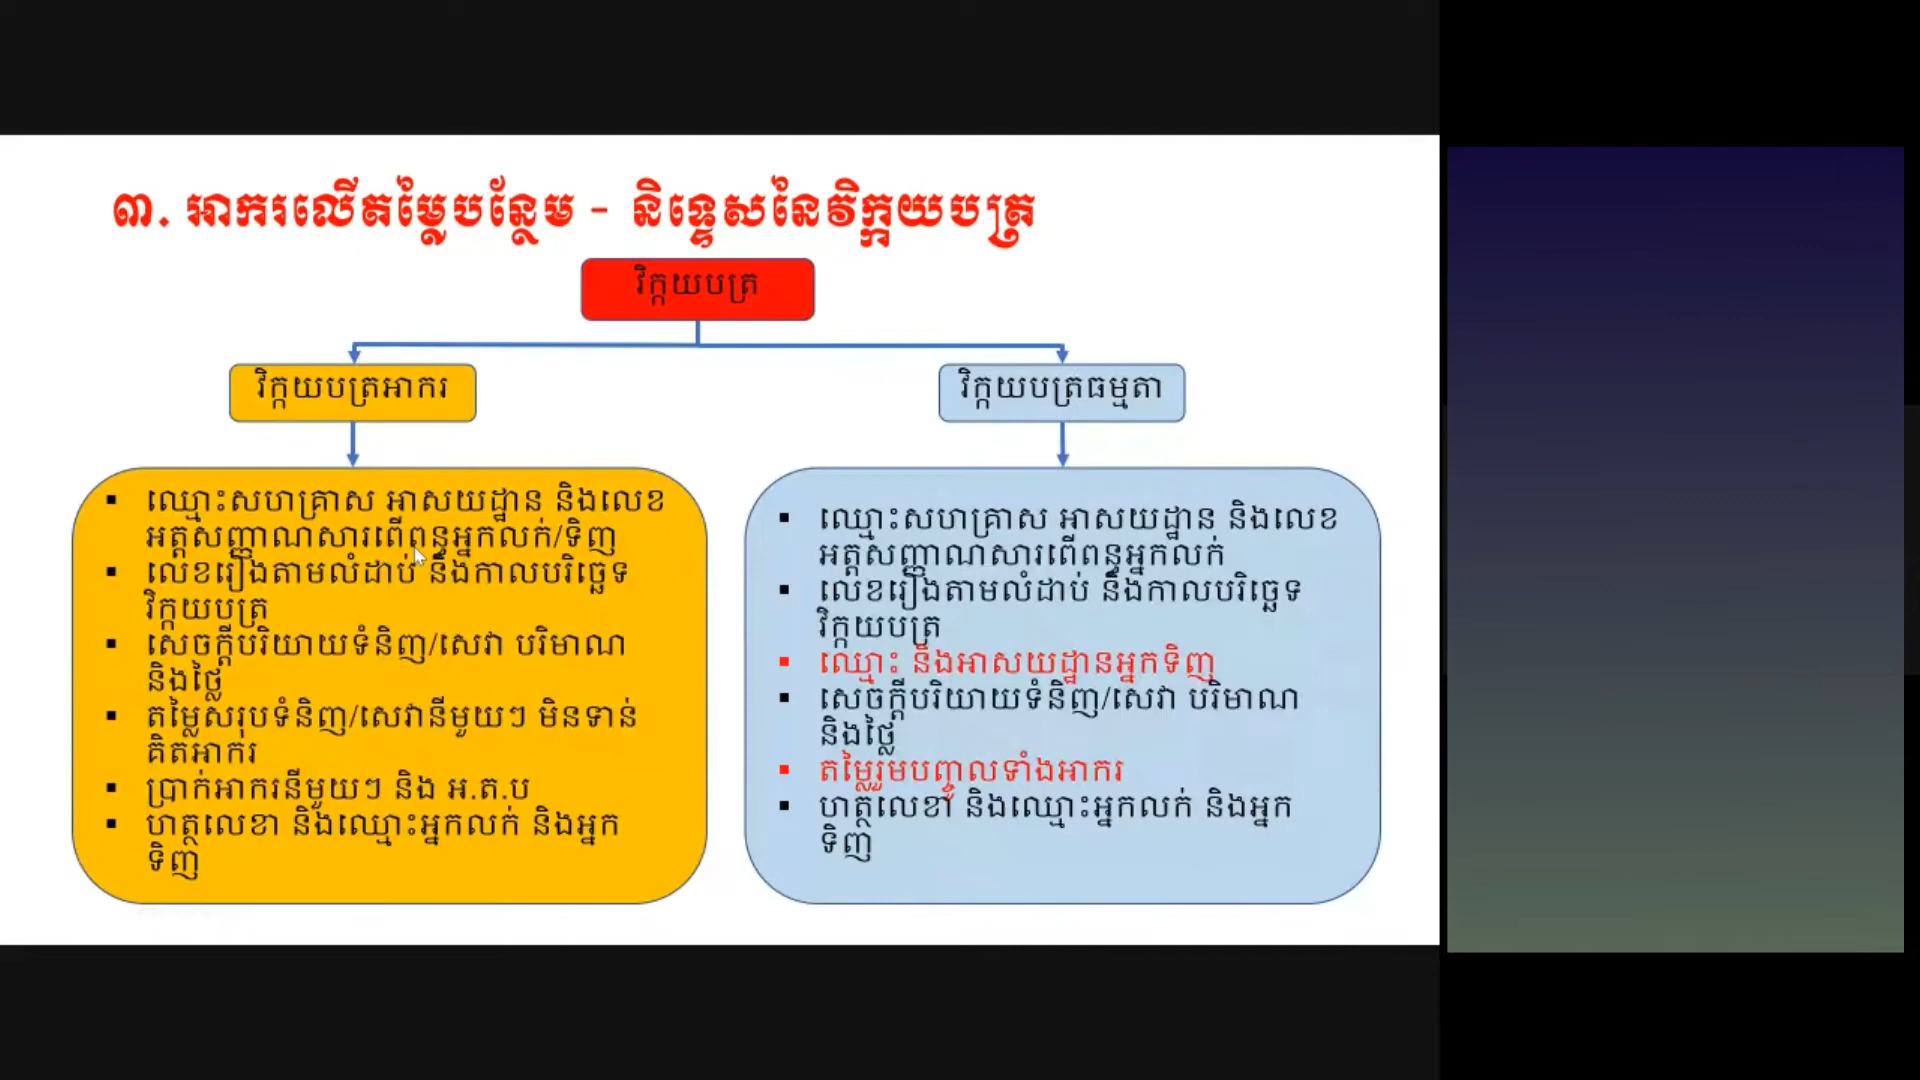 ៣. អាករលើតម្លៃបន្ថែម - និទ្ទេសនៃវិក្កយបត្រ
វិក្កយបត្រ
វិក្កយបត្រអាករ
▪ ឈ្មោះសហគ្រាស អាសយដ្ឋាន និងលេខ
អត្តសញ្ញាណសារពើពន្ធអ្នកលក់/ទិញ
▪ លេខរៀងតាមលំដាប់ និងកាលបរិច្ឆេទ
វិក្កយបត្រ
▪ សេចក្តីបរិយាយទំនិញ/សេវា បរិមាណ
និងថ្លៃ
▪ តម្លៃសរុបទំនិញ/សេវានីមួយៗ មិនទាន់
គិតអាករ
▪ ប្រាក់អាករនីមួយៗ និង អ.ត.ប
▪ ហត្ថលេខា និងឈ្មោះអ្នកលក់ និងអ្នក
ទិញ
វិក្កយបត្រធម្មតា
▪ ឈ្មោះសហគ្រាស អាសយដ្ឋាន និងលេខ
អត្តសញ្ញាណសារពើពន្ធអ្នកលក់
▪ លេខរៀងតាមលំដាប់ និងកាលបរិច្ឆេទ
វិក្កយបត្រ
▪ ឈ្មោះ និងអាសយដ្ឋានអ្នកទិញ
▪ សេចក្តីបរិយាយទំនិញ/សេវា បរិមាណ
និងថ្លៃ
▪ តម្លៃរួមបញ្ចូលទាំងអាករ
▪ ហត្ថលេខា និងឈ្មោះអ្នកលក់ និងអ្នក
ទិញ